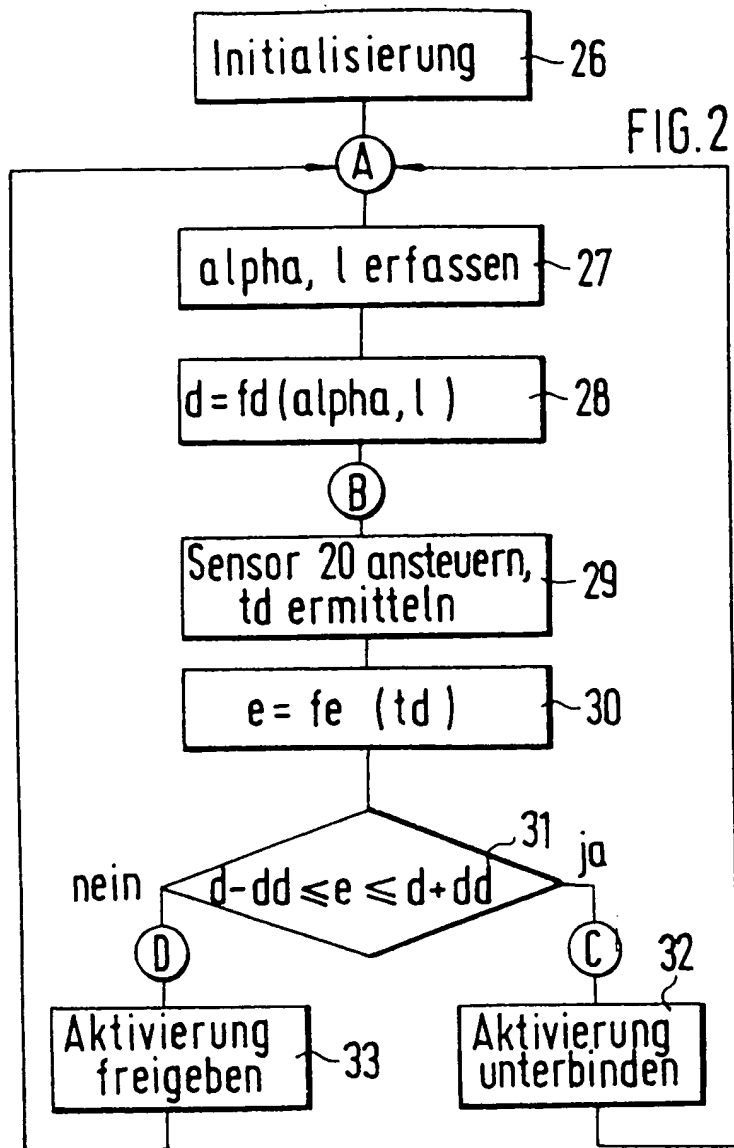 Initialisierung
26
FIG.2
A
alpha, l erfassen
27
d=fd(alpha, l )
28
B
Sensor 20 ansteuern,
td ermitteln
29
e= fe (td)
30
31
nein
d-dd ≤ e ≤ d+dd
ja
D
C
32
Aktivierung
freigeben
33
Aktivierung
unterbinden